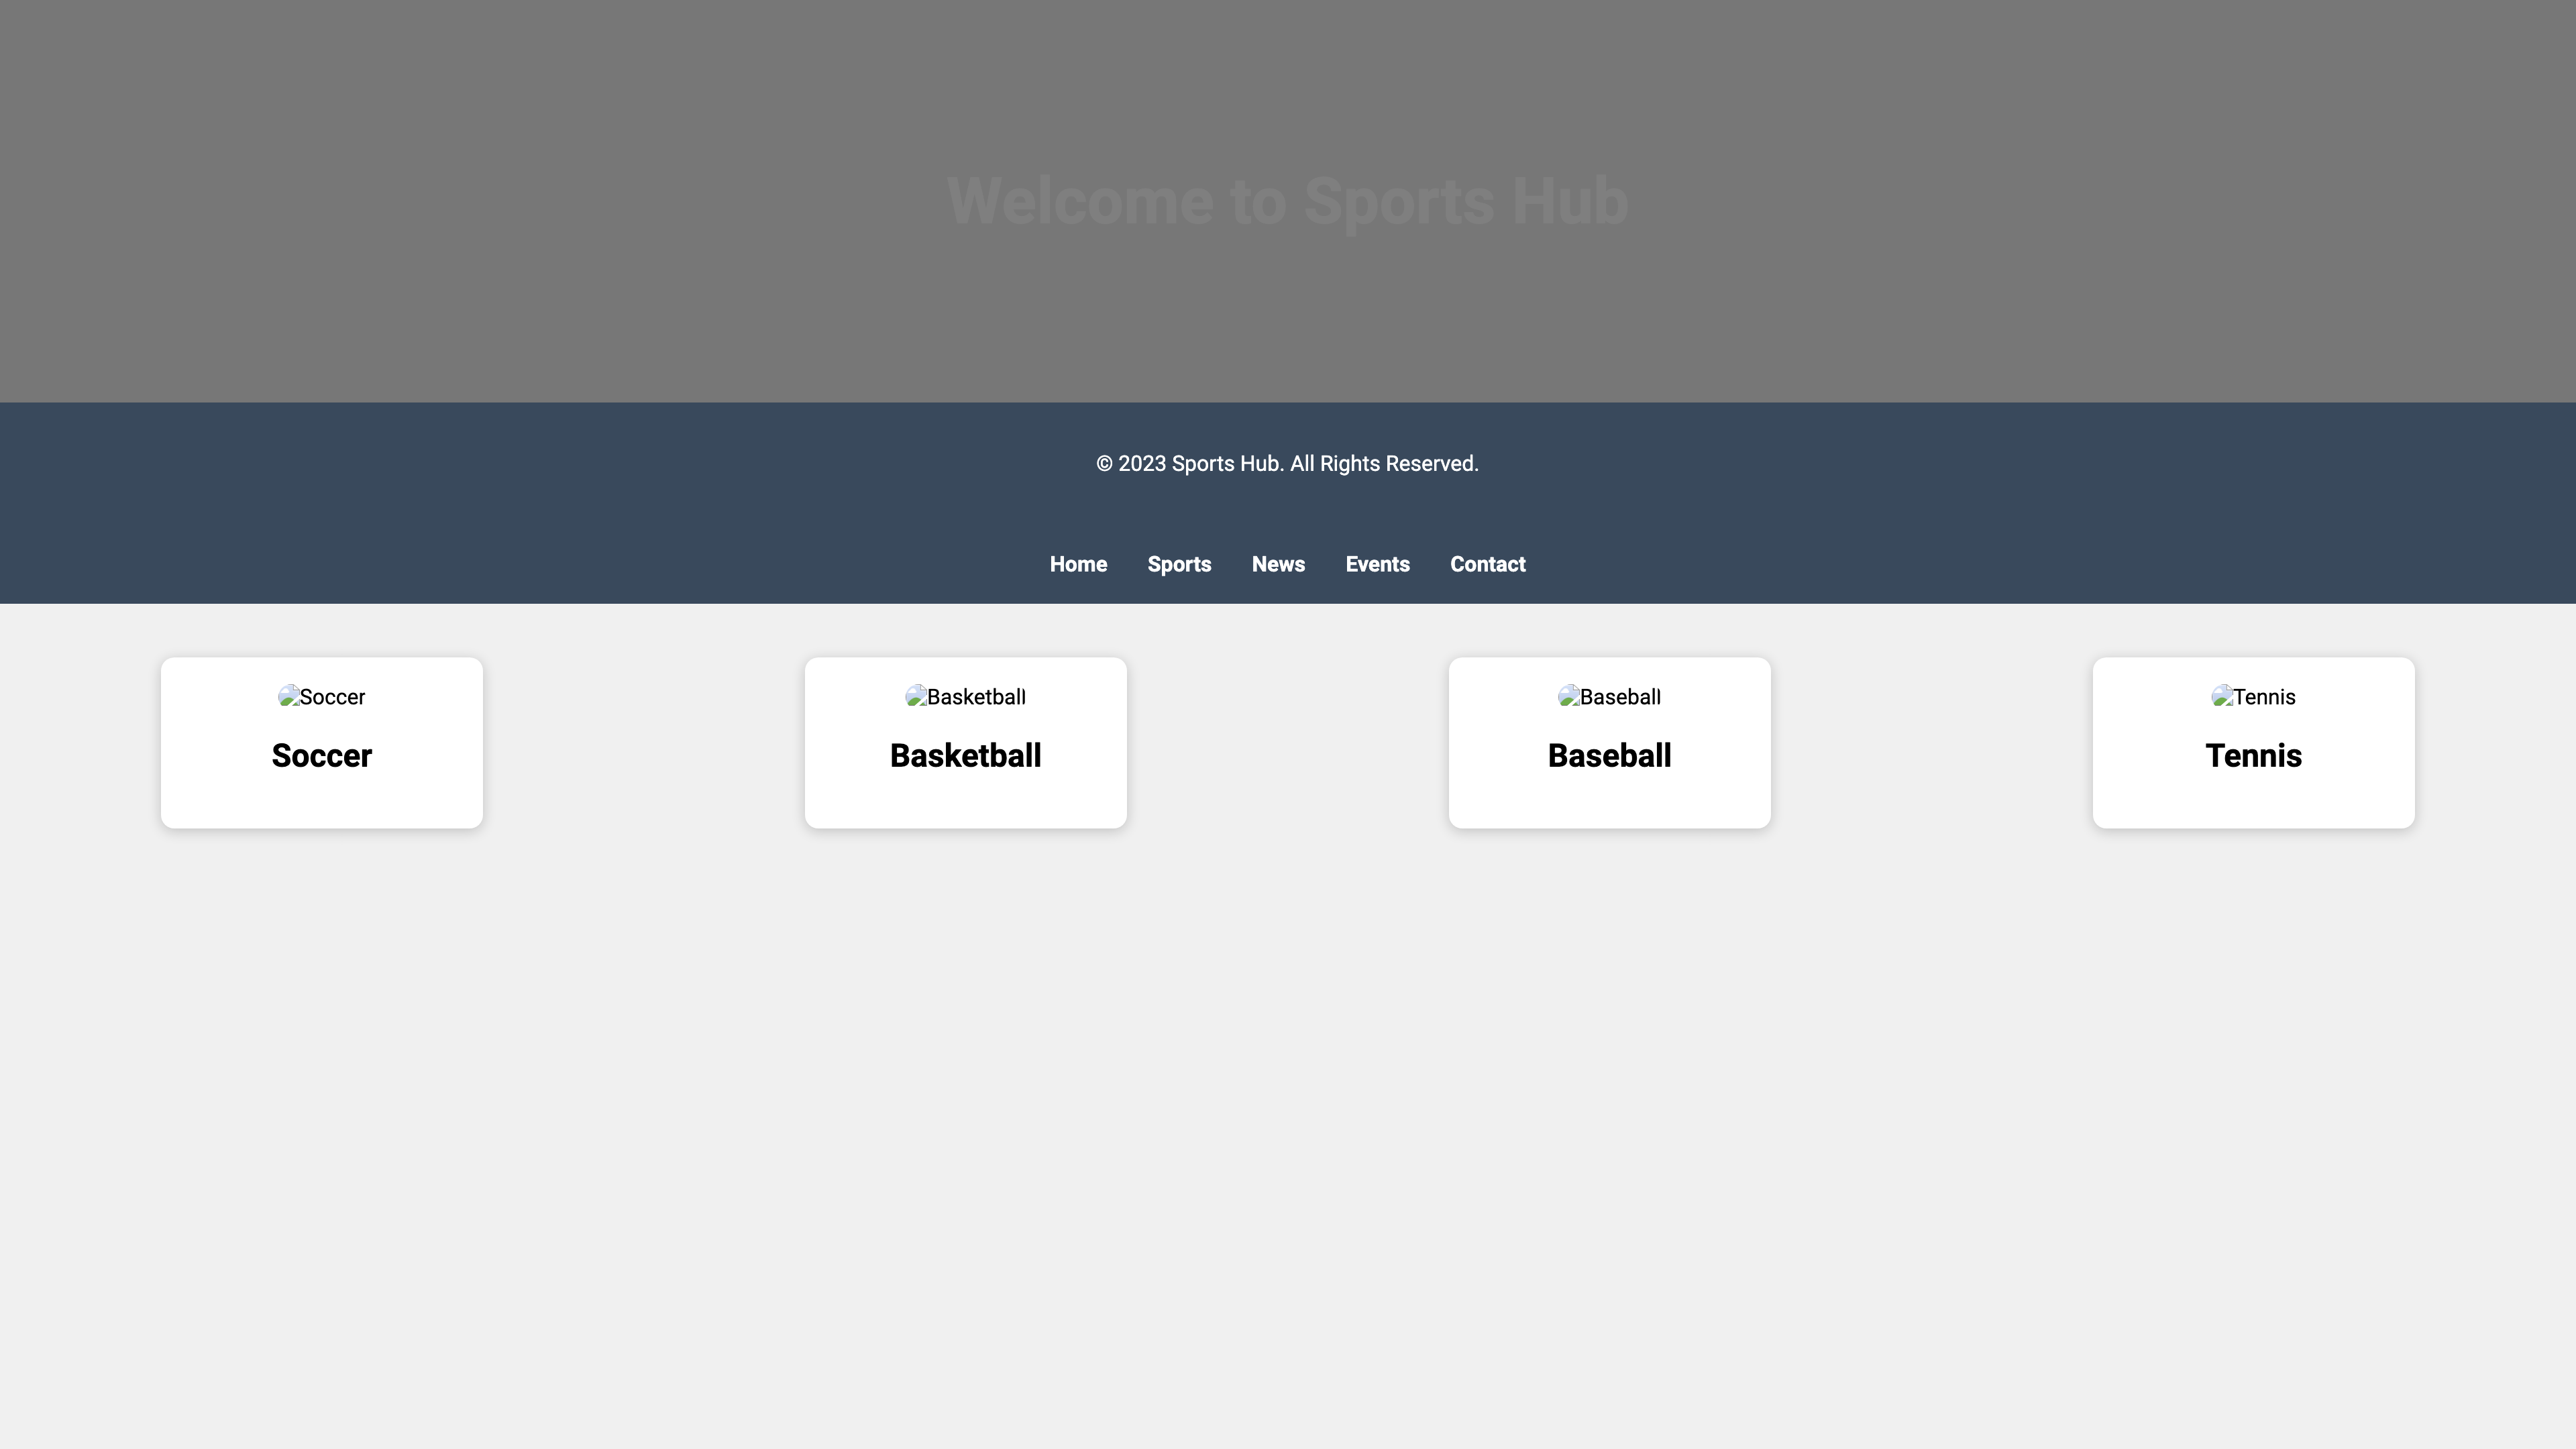 Welcome to Sports Hub
© 2023 Sports Hub. All Rights Reserved.
Home Sports News Events Contact
Soccer Basketball Baseball Tennis
Soccer Basketball Baseball Tennis